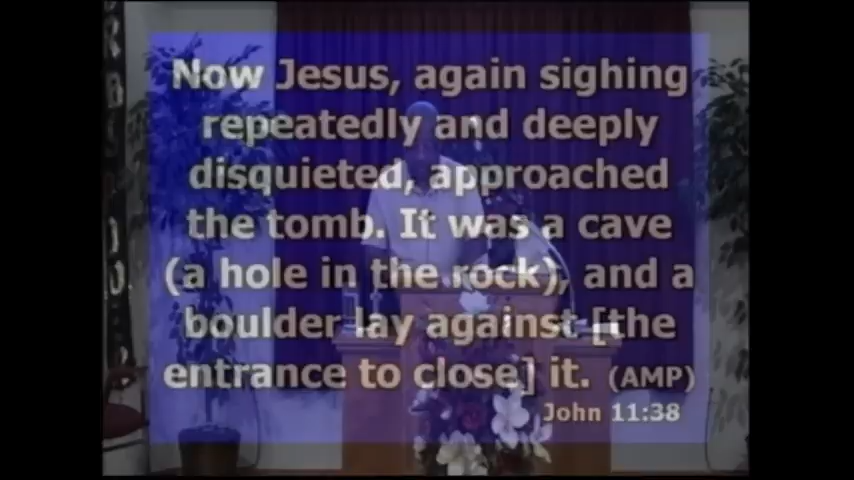 Now Jesus, again sighing
repeatedly and deeply
disquieted, approached
the tomb. It was a cave
(a hole in the rock), and a
boulder lay against [the
entrance to close] it. (AMP)
John 11:38